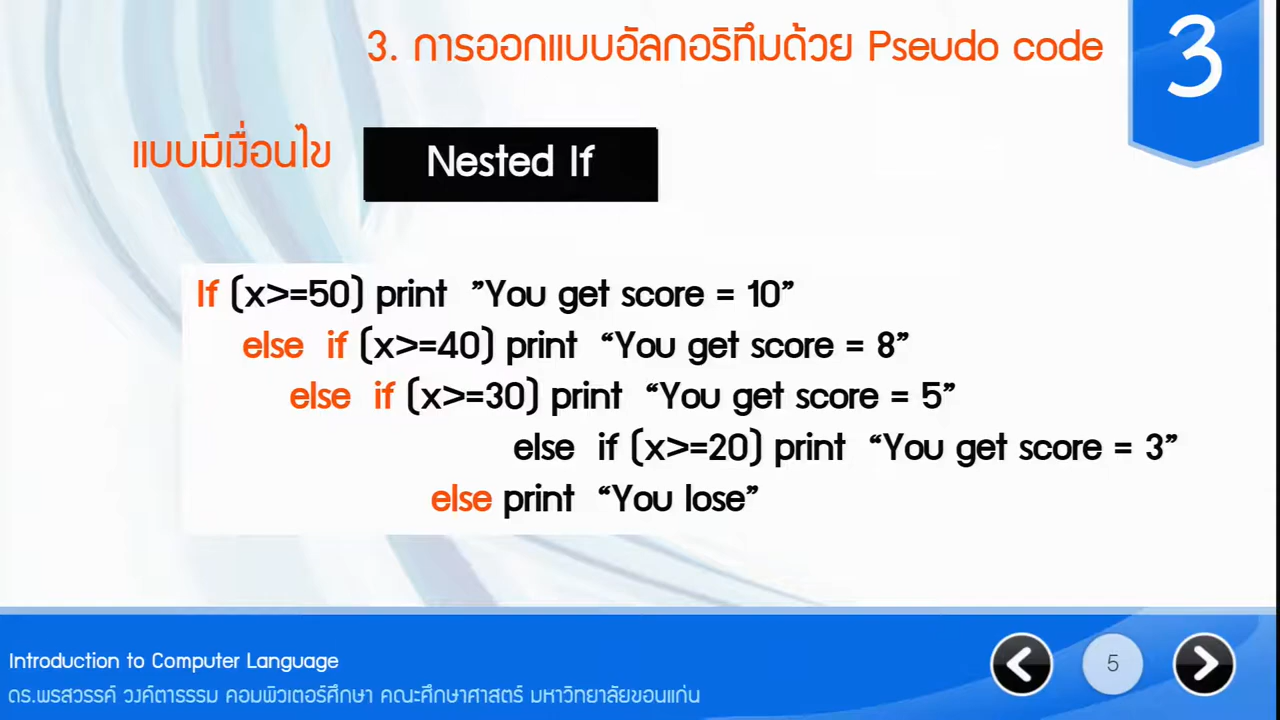 3. การออกแบบอัลกอริทึมด้วย Pseudo code
3
แบบมีเงื่อนไข
Nested If
If (x>=50) print ”You get score = 10”
else if (x>=40) print “You get score = 8”
else if (x>=30) print “You get score = 5”
else if (x>=20) print “You get score = 3”
else print “You lose”
Introduction to Computer Language
5
ดร.พรสวรรค์ วงค์ตาธรรม คอมพิวเตอร์ศึกษา คณะศึกษาศาสตร์ มหาวิทยาลัยขอนแก่น